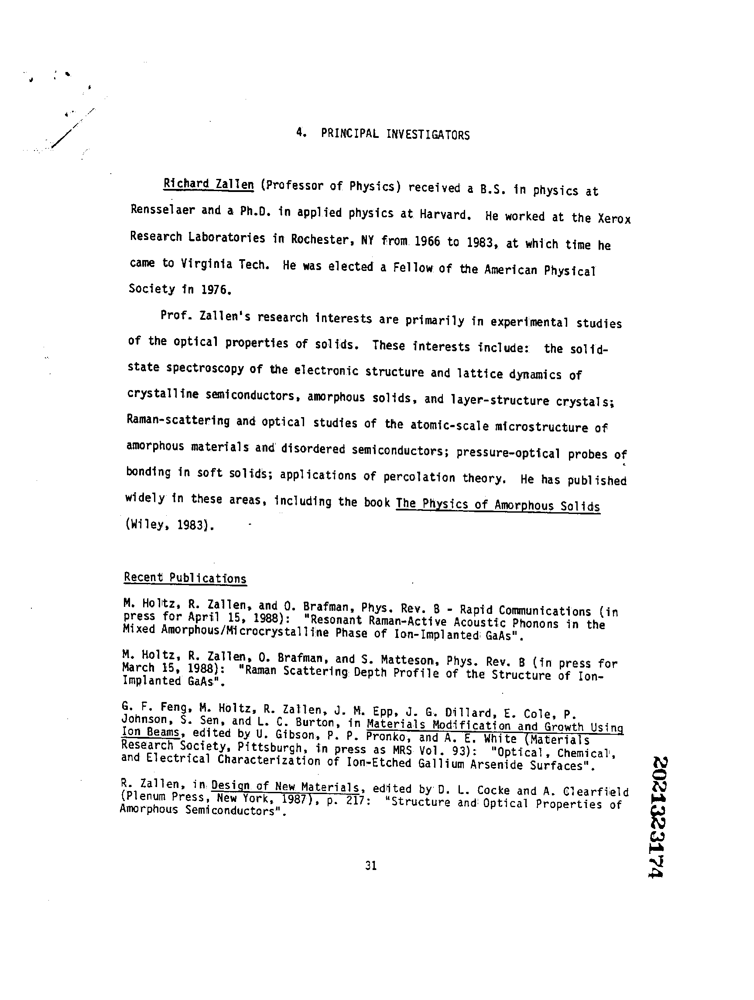 4. PRINCIPAL INVESTIGATORS
Richard Zallen (Professor of Physics) received a B.S. in physics at
Rensselaer and a Ph.D. in applied physics at Harvard. He worked at the Xerox
Research Laboratories in Rochester, NY from 1966 to 1983, at which time he
came to Virginia Tech. He was elected a Fellow of the American Physical
Society in 1976.
Prof. Zallen's research interests are primarily in experimental studies
of the optical properties of solids. These interests include: the solid-
state spectroscopy of the electronic structure and lattice dynamics of
crystalline semiconductors, amorphous solids, and layer-structure crystals;
Raman-scattering and optical studies of the atomic-scale microstructure of
amorphous materials and disordered semiconductors; pressure-optical probes of
bonding in soft solids; applications of percolation theory. He has published
widely in these areas, including the book The Physics of Amorphous Solids
(Wiley, 1983).
Recent Publications
M. Holtz, R. Zallen, and O. Brafman, Phys. Rev. B - Rapid Communications (in
press for April 15, 1988): "Resonant Raman-Active Acoustic Phonons in the
Mixed Amorphous/Microcrystalline Phase of Ion-Implanted GaAs".
M. Holtz, R. Zallen, O. Brafman, and S. Matteson, Phys. Rev. B (in press for
March 15, 1988): "Raman Scattering Depth Profile of the Structure of Ion-
Implanted GaAs".
G. F. Feng, M. Holtz, R. Zallen, J. M. Epp, J. G. Dillard, E. Cole, P.
Johnson, S. Sen, and L. C. Burton, in Materials Modification and Growth Using
Ion Beams, edited by U. Gibson, P. P. Pronko, and A. E. White (Materials
Research Society, Pittsburgh, in press as MRS Vol. 93): "Optical, Chemical,
and Electrical Characterization of Ion-Etched Gallium Arsenide Surfaces".
R. Zallen, in Design of New Materials, edited by D. L. Cocke and A. Clearfield
(Plenum Press, New York, 1987), p. 217: "Structure and Optical Properties of
Amorphous Semiconductors".
31
2021323174